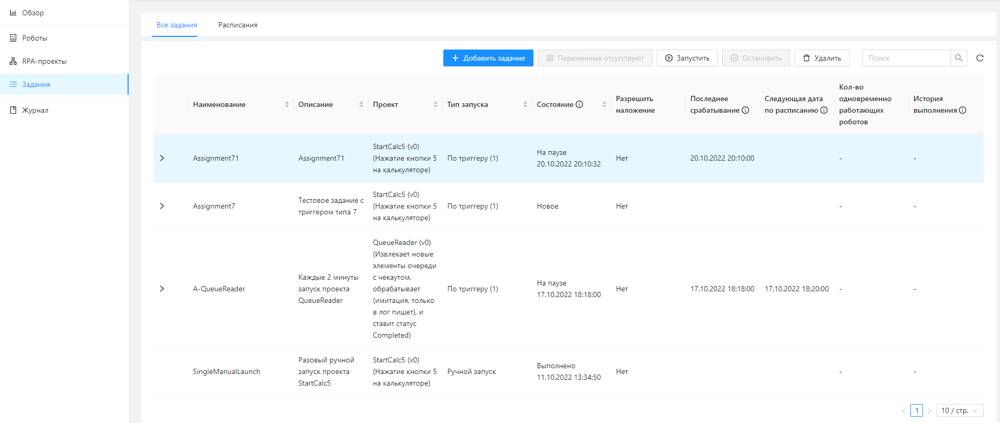 Обзор
Роботы
RPA-проекты
Задания
Журнал
Все задания
Расписания
Добавить задание
Переменные отсутствуют
Запустить
Остановить
Удалить
Поиск
Наименование
Описание
Проект
Тип запуска
Состояние
Разрешить
наложение
Последнее
срабатывание
Следующая дата
по расписанию
Кол-во
одновременно
работающих
роботов
История
выполнения
Assignment71
Assignment71
StartCalc5 (v0)
(Нажатие кнопки 5
на калькуляторе)
По триггеру (1)
На паузе
20.10.2022 20:10:32
Нет
20.10.2022 20:10:00
-
-
Assignment7
Тестовое задание с
триггером типа 7
StartCalc5 (v0)
(Нажатие кнопки 5
на калькуляторе)
По триггеру (1)
Новое
Нет
-
-
A-QueueReader
Каждые 2 минуты
запуск проекта
QueueReader
QueueReader (v0)
(Извлекает новые
элементы очереди
с чекаутом,
обрабатывает
(имитация, только
в лог пишет), и
ставит статус
Completed)
По триггеру (1)
На паузе
17.10.2022 18:18:00
Нет
17.10.2022 18:18:00
17.10.2022 18:20:00
-
-
SingleManualLaunch
Разовый ручной
запуск проекта
StartCalc5
StartCalc5 (v0)
(Нажатие кнопки 5
на калькуляторе)
Ручной запуск
Выполнено
11.10.2022 13:34:50
Нет
-
-
1
10 / стр.